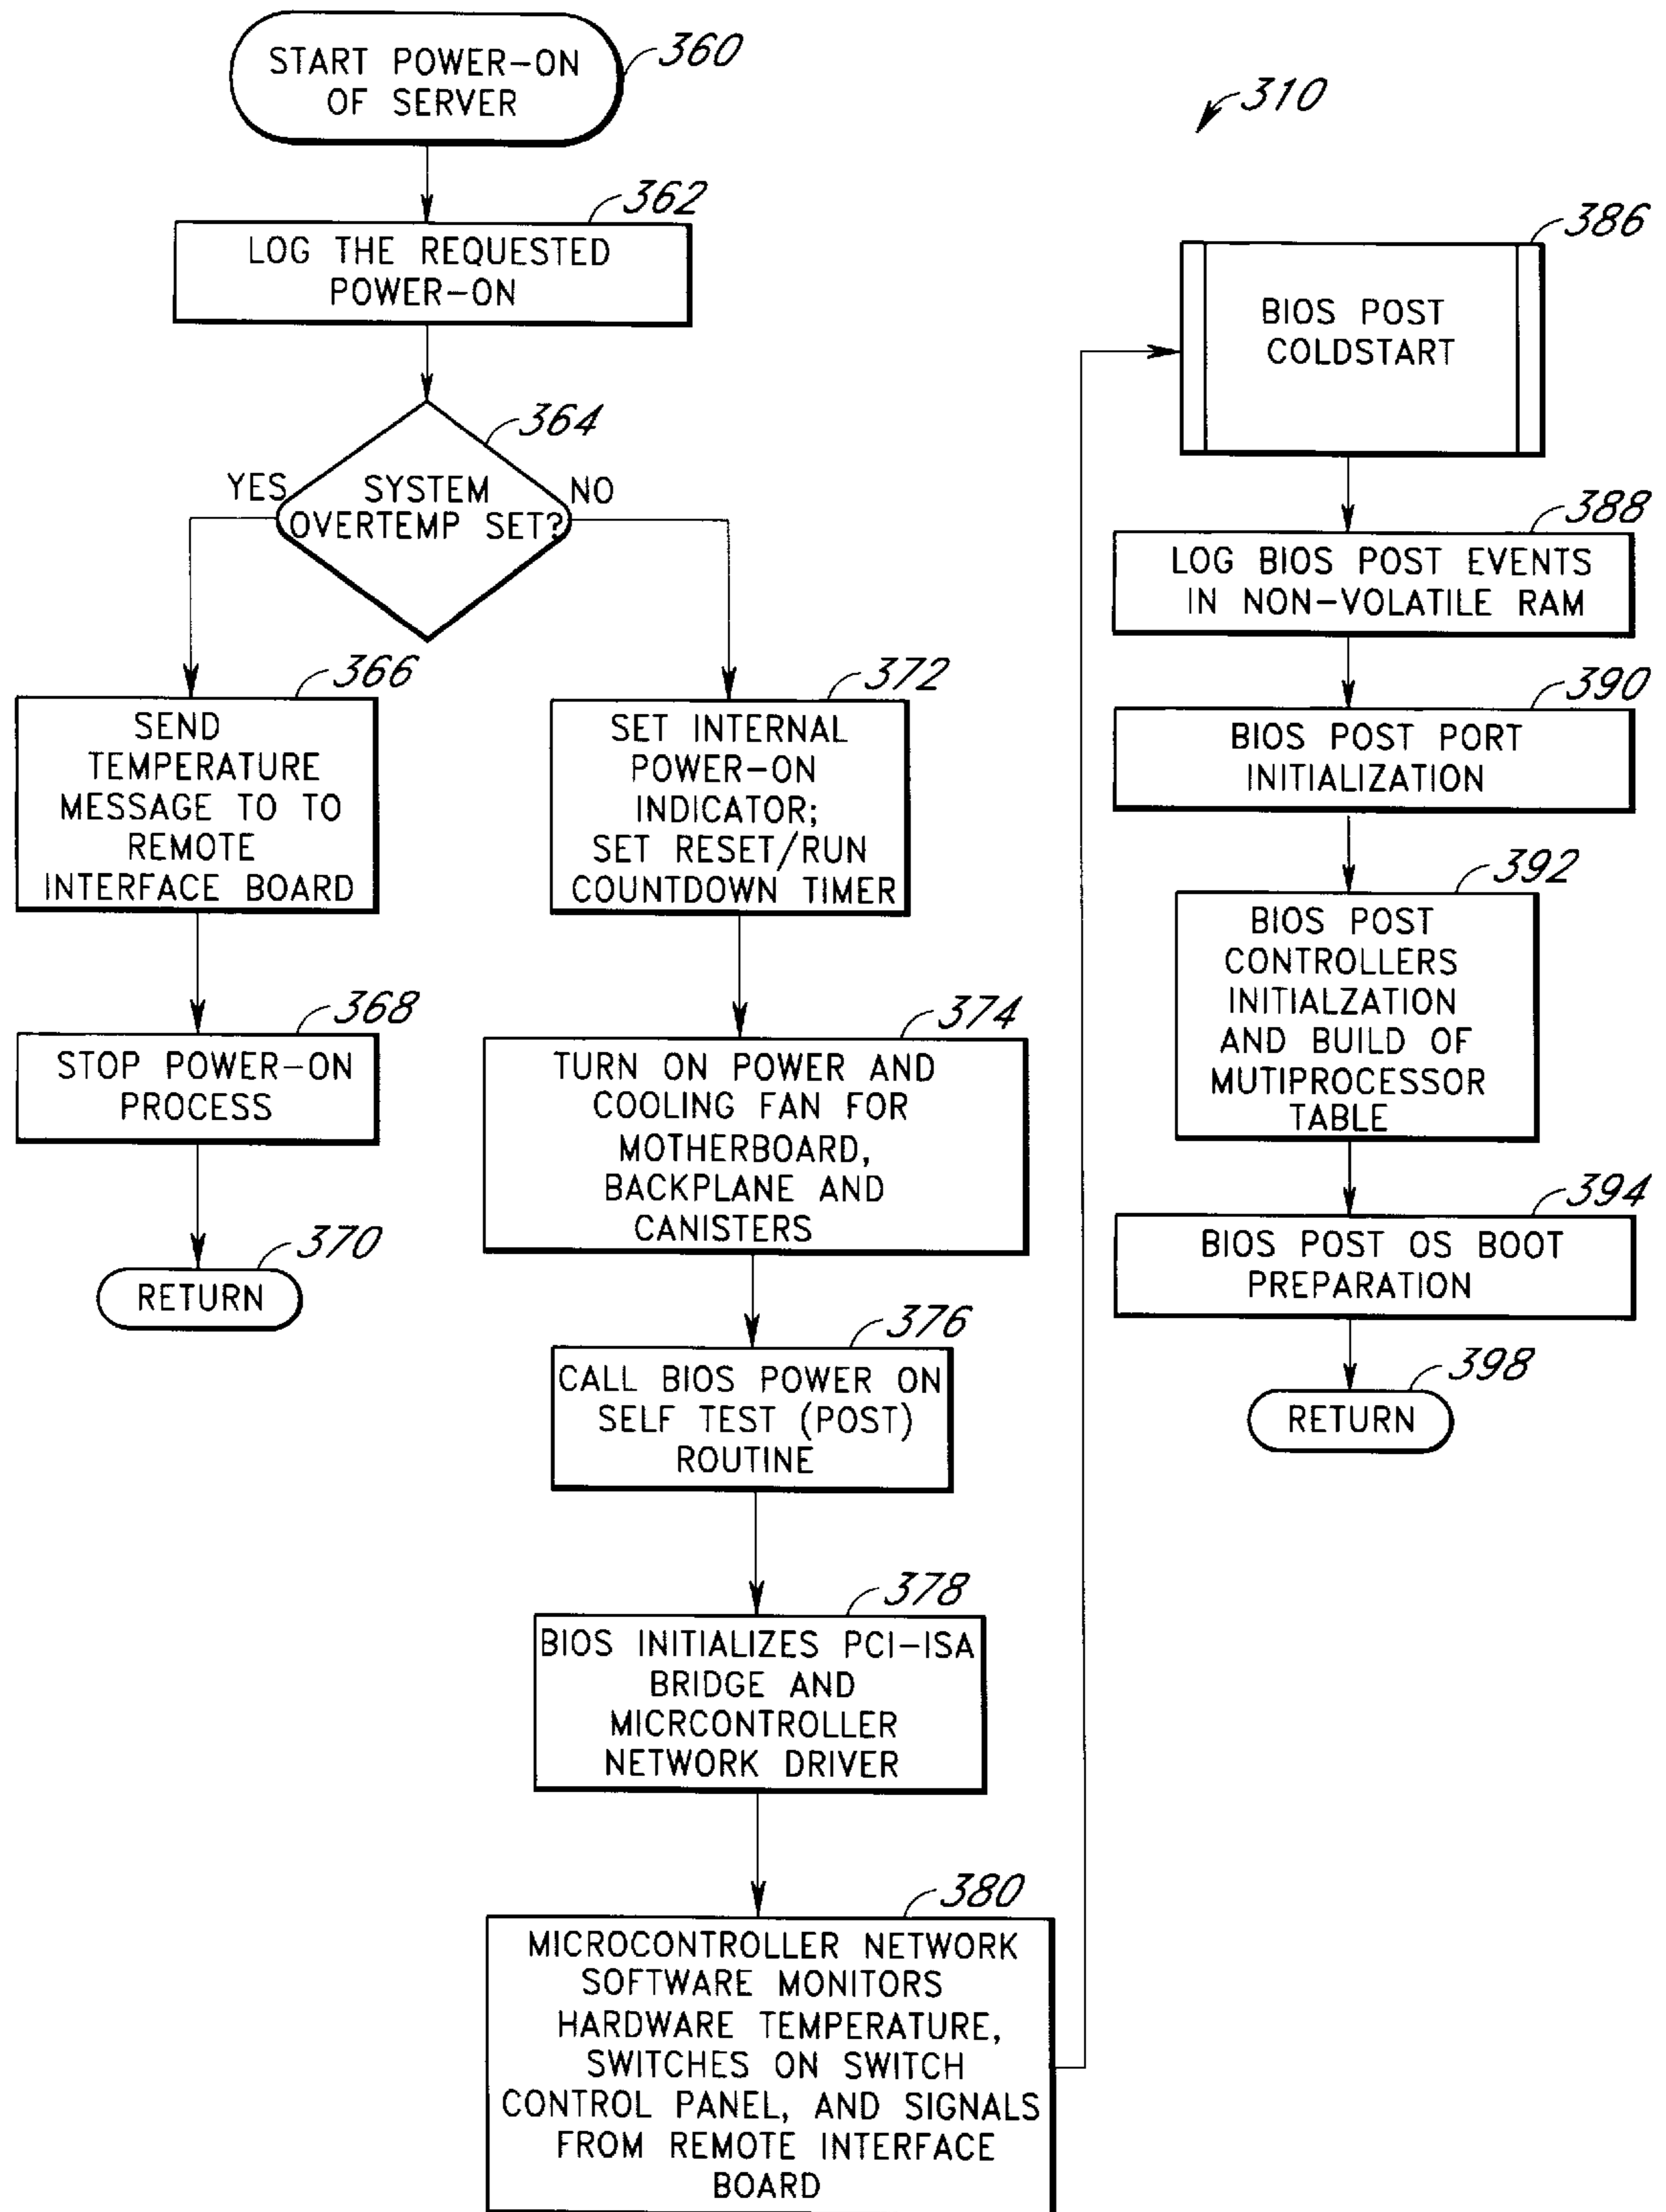 START POWER-ON
OF SERVER
360
362
LOG THE REQUESTED
POWER-ON
364
YES
SYSTEM
OVERTEMP SET?
NO
366
SEND
TEMPERATURE
MESSAGE TO TO
REMOTE
INTERFACE BOARD
368
STOP POWER-ON
PROCESS
370
RETURN
372
SET INTERNAL
POWER-ON
INDICATOR;
SET RESET/RUN
COUNTDOWN TIMER
374
TURN ON POWER AND
COOLING FAN FOR
MOTHERBOARD,
BACKPLANE AND
CANISTERS
376
CALL BIOS POWER ON
SELF TEST (POST)
ROUTINE
378
BIOS INITIALIZES PCI-ISA
BRIDGE AND
MICRCONTROLLER
NETWORK DRIVER
380
MICROCONTROLLER NETWORK
SOFTWARE MONITORS
HARDWARE TEMPERATURE,
SWITCHES ON SWITCH
CONTROL PANEL, AND SIGNALS
FROM REMOTE INTERFACE
BOARD
310
386
BIOS POST
COLDSTART
388
LOG BIOS POST EVENTS
IN NON-VOLATILE RAM
390
BIOS POST PORT
INITIALIZATION
392
BIOS POST
CONTROLLERS
INITIALZATION
AND BUILD OF
MUTIPROCESSOR
TABLE
394
BIOS POST OS BOOT
PREPARATION
398
RETURN